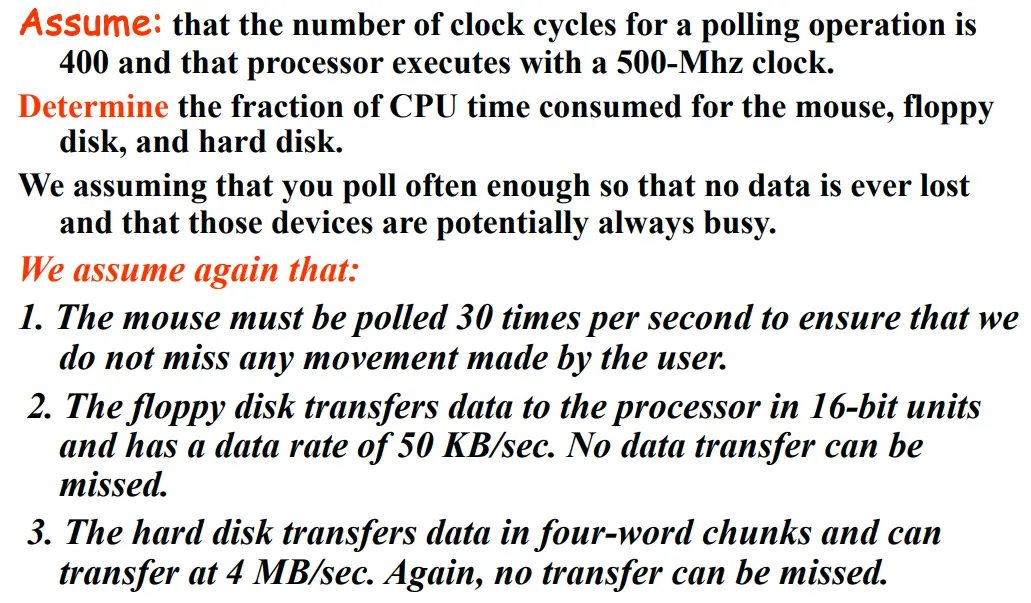 Assume: that the number of clock cycles for a polling operation is
400 and that processor executes with a 500-Mhz clock.
Determine the fraction of CPU time consumed for the mouse, floppy
disk, and hard disk.
We assuming that you poll often enough so that no data is ever lost
and that those devices are potentially always busy.
We assume again that:
1. The mouse must be polled 30 times per second to ensure that we
do not miss any movement made by the user.
2. The floppy disk transfers data to the processor in 16-bit units
and has a data rate of 50 KB/sec. No data transfer can be
missed.
3. The hard disk transfers data in four-word chunks and can
transfer at 4 MB/sec. Again, no transfer can be missed.